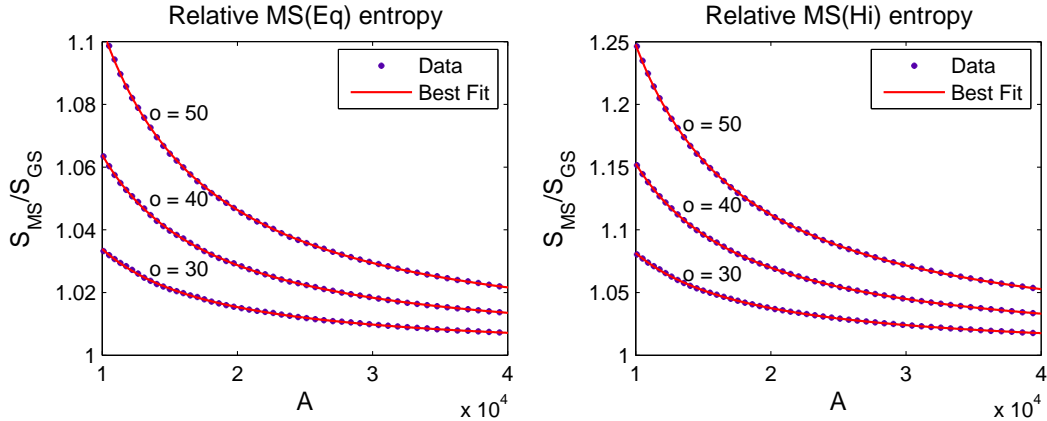 Relative MS(Eq) entropy
1.1
1.08
1.06
1.04
1.02
1
S_MS/S_GS
Data
Best Fit
o = 50
o = 40
o = 30
1
2
3
4
A
x 10^4
Relative MS(Hi) entropy
1.25
1.2
1.15
1.1
1.05
1
S_MS/S_GS
Data
Best Fit
o = 50
o = 40
o = 30
1
2
3
4
A
x 10^4